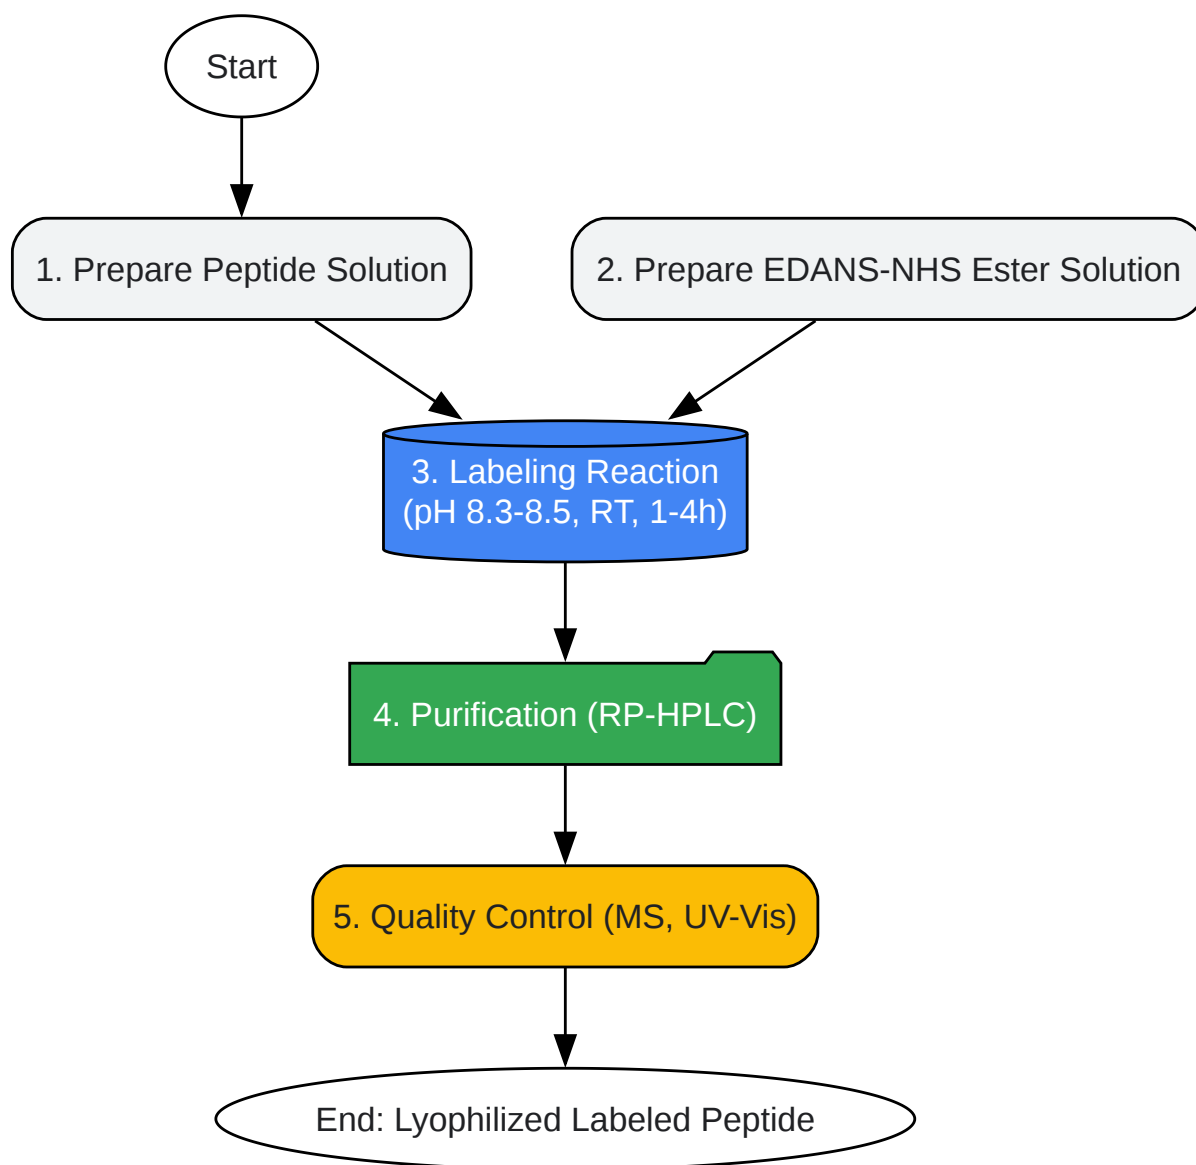 Start
1. Prepare Peptide Solution
2. Prepare EDANS-NHS Ester Solution
3. Labeling Reaction
(pH 8.3-8.5, RT, 1-4h)
4. Purification (RP-HPLC)
5. Quality Control (MS, UV-Vis)
End: Lyophilized Labeled Peptide